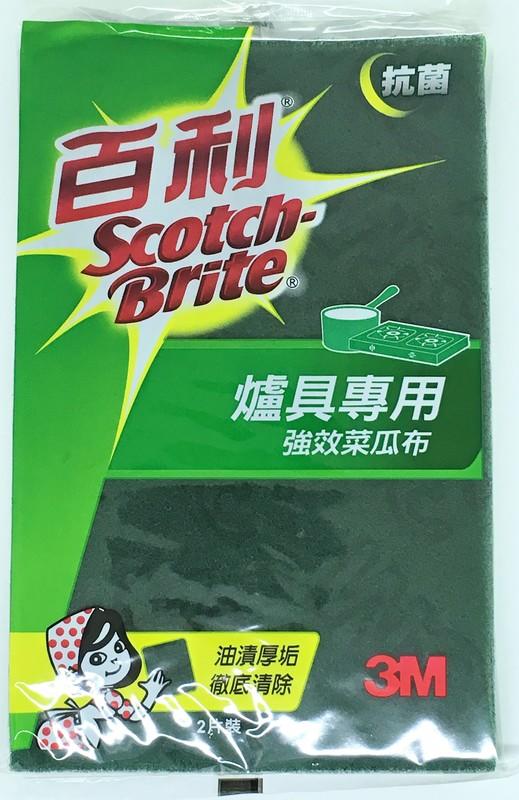 抗菌
百利®
Scotch-
Brite®
爐具專用
強效菜瓜布
油漬厚垢
徹底清除
3M
2片裝